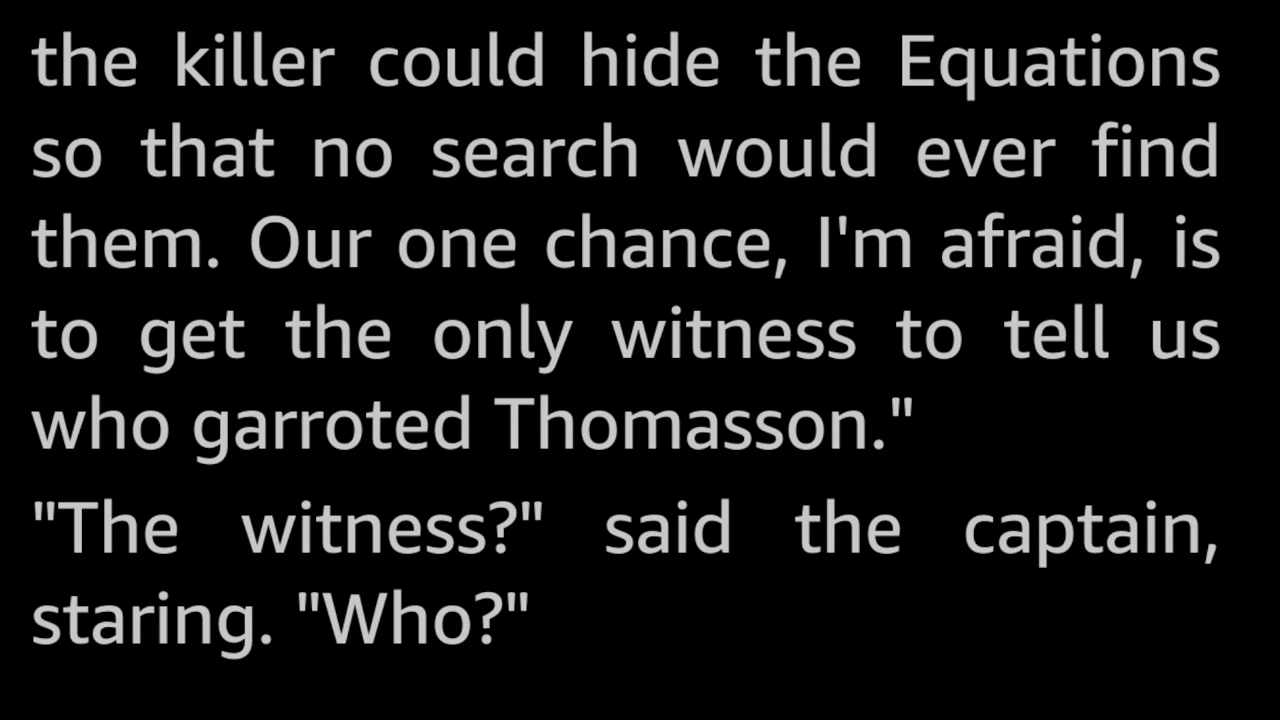 the killer could hide the Equations
so that no search would ever find
them. Our one chance, I'm afraid, is
to get the only witness to tell us
who garroted Thomasson."
"The witness?" said the captain,
staring. "Who?"